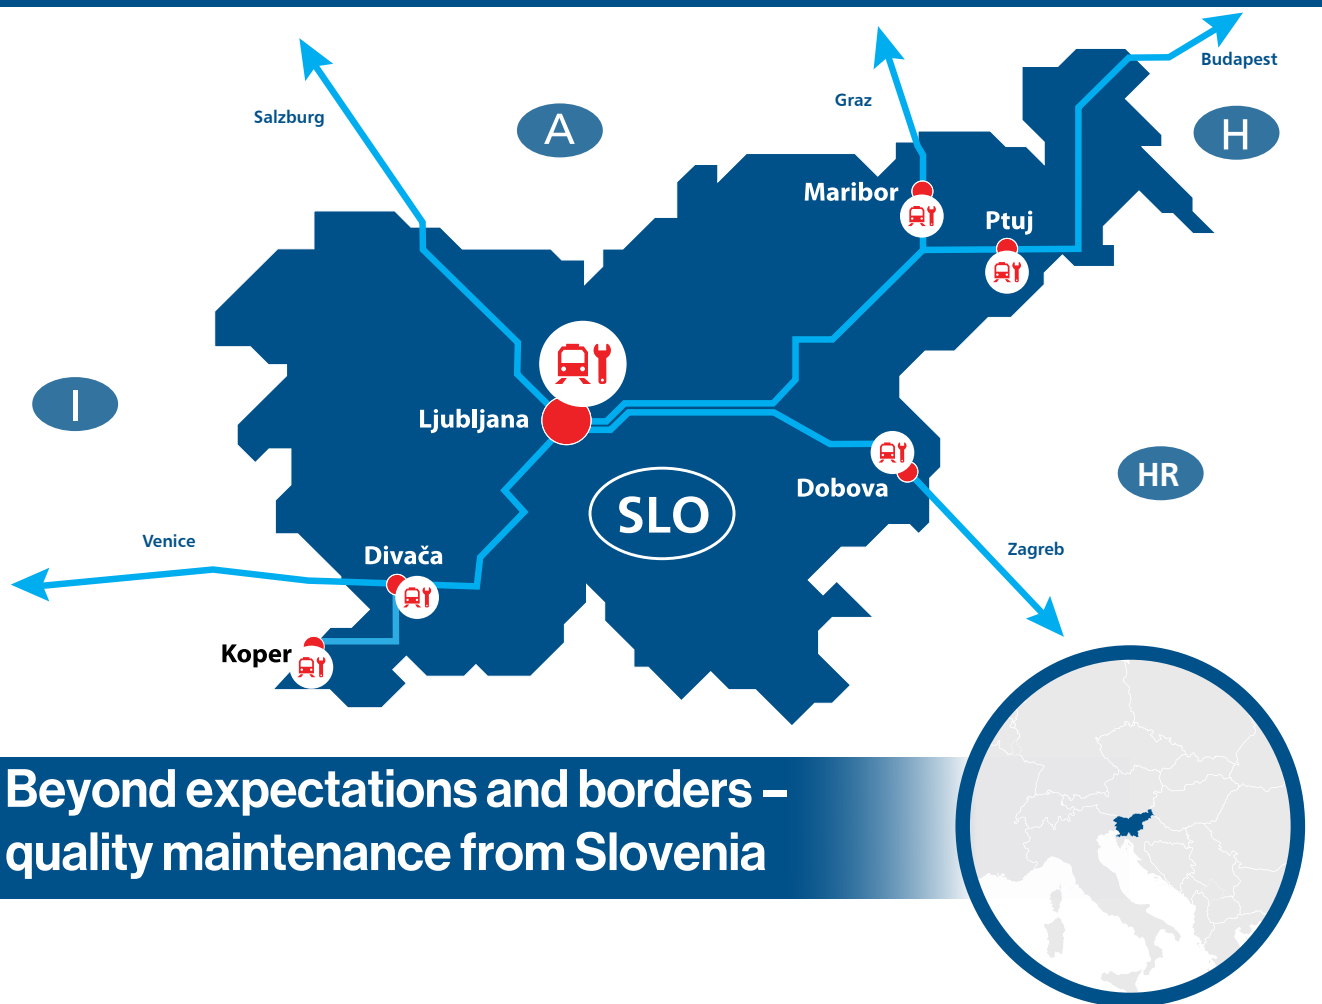 Budapest
Graz
Salzburg
A
H
Maribor
Ptuj
I
Ljubljana
HR
Dobova
SLO
Venice
Zagreb
Divača
Koper
Beyond expectations and borders –
quality maintenance from Slovenia